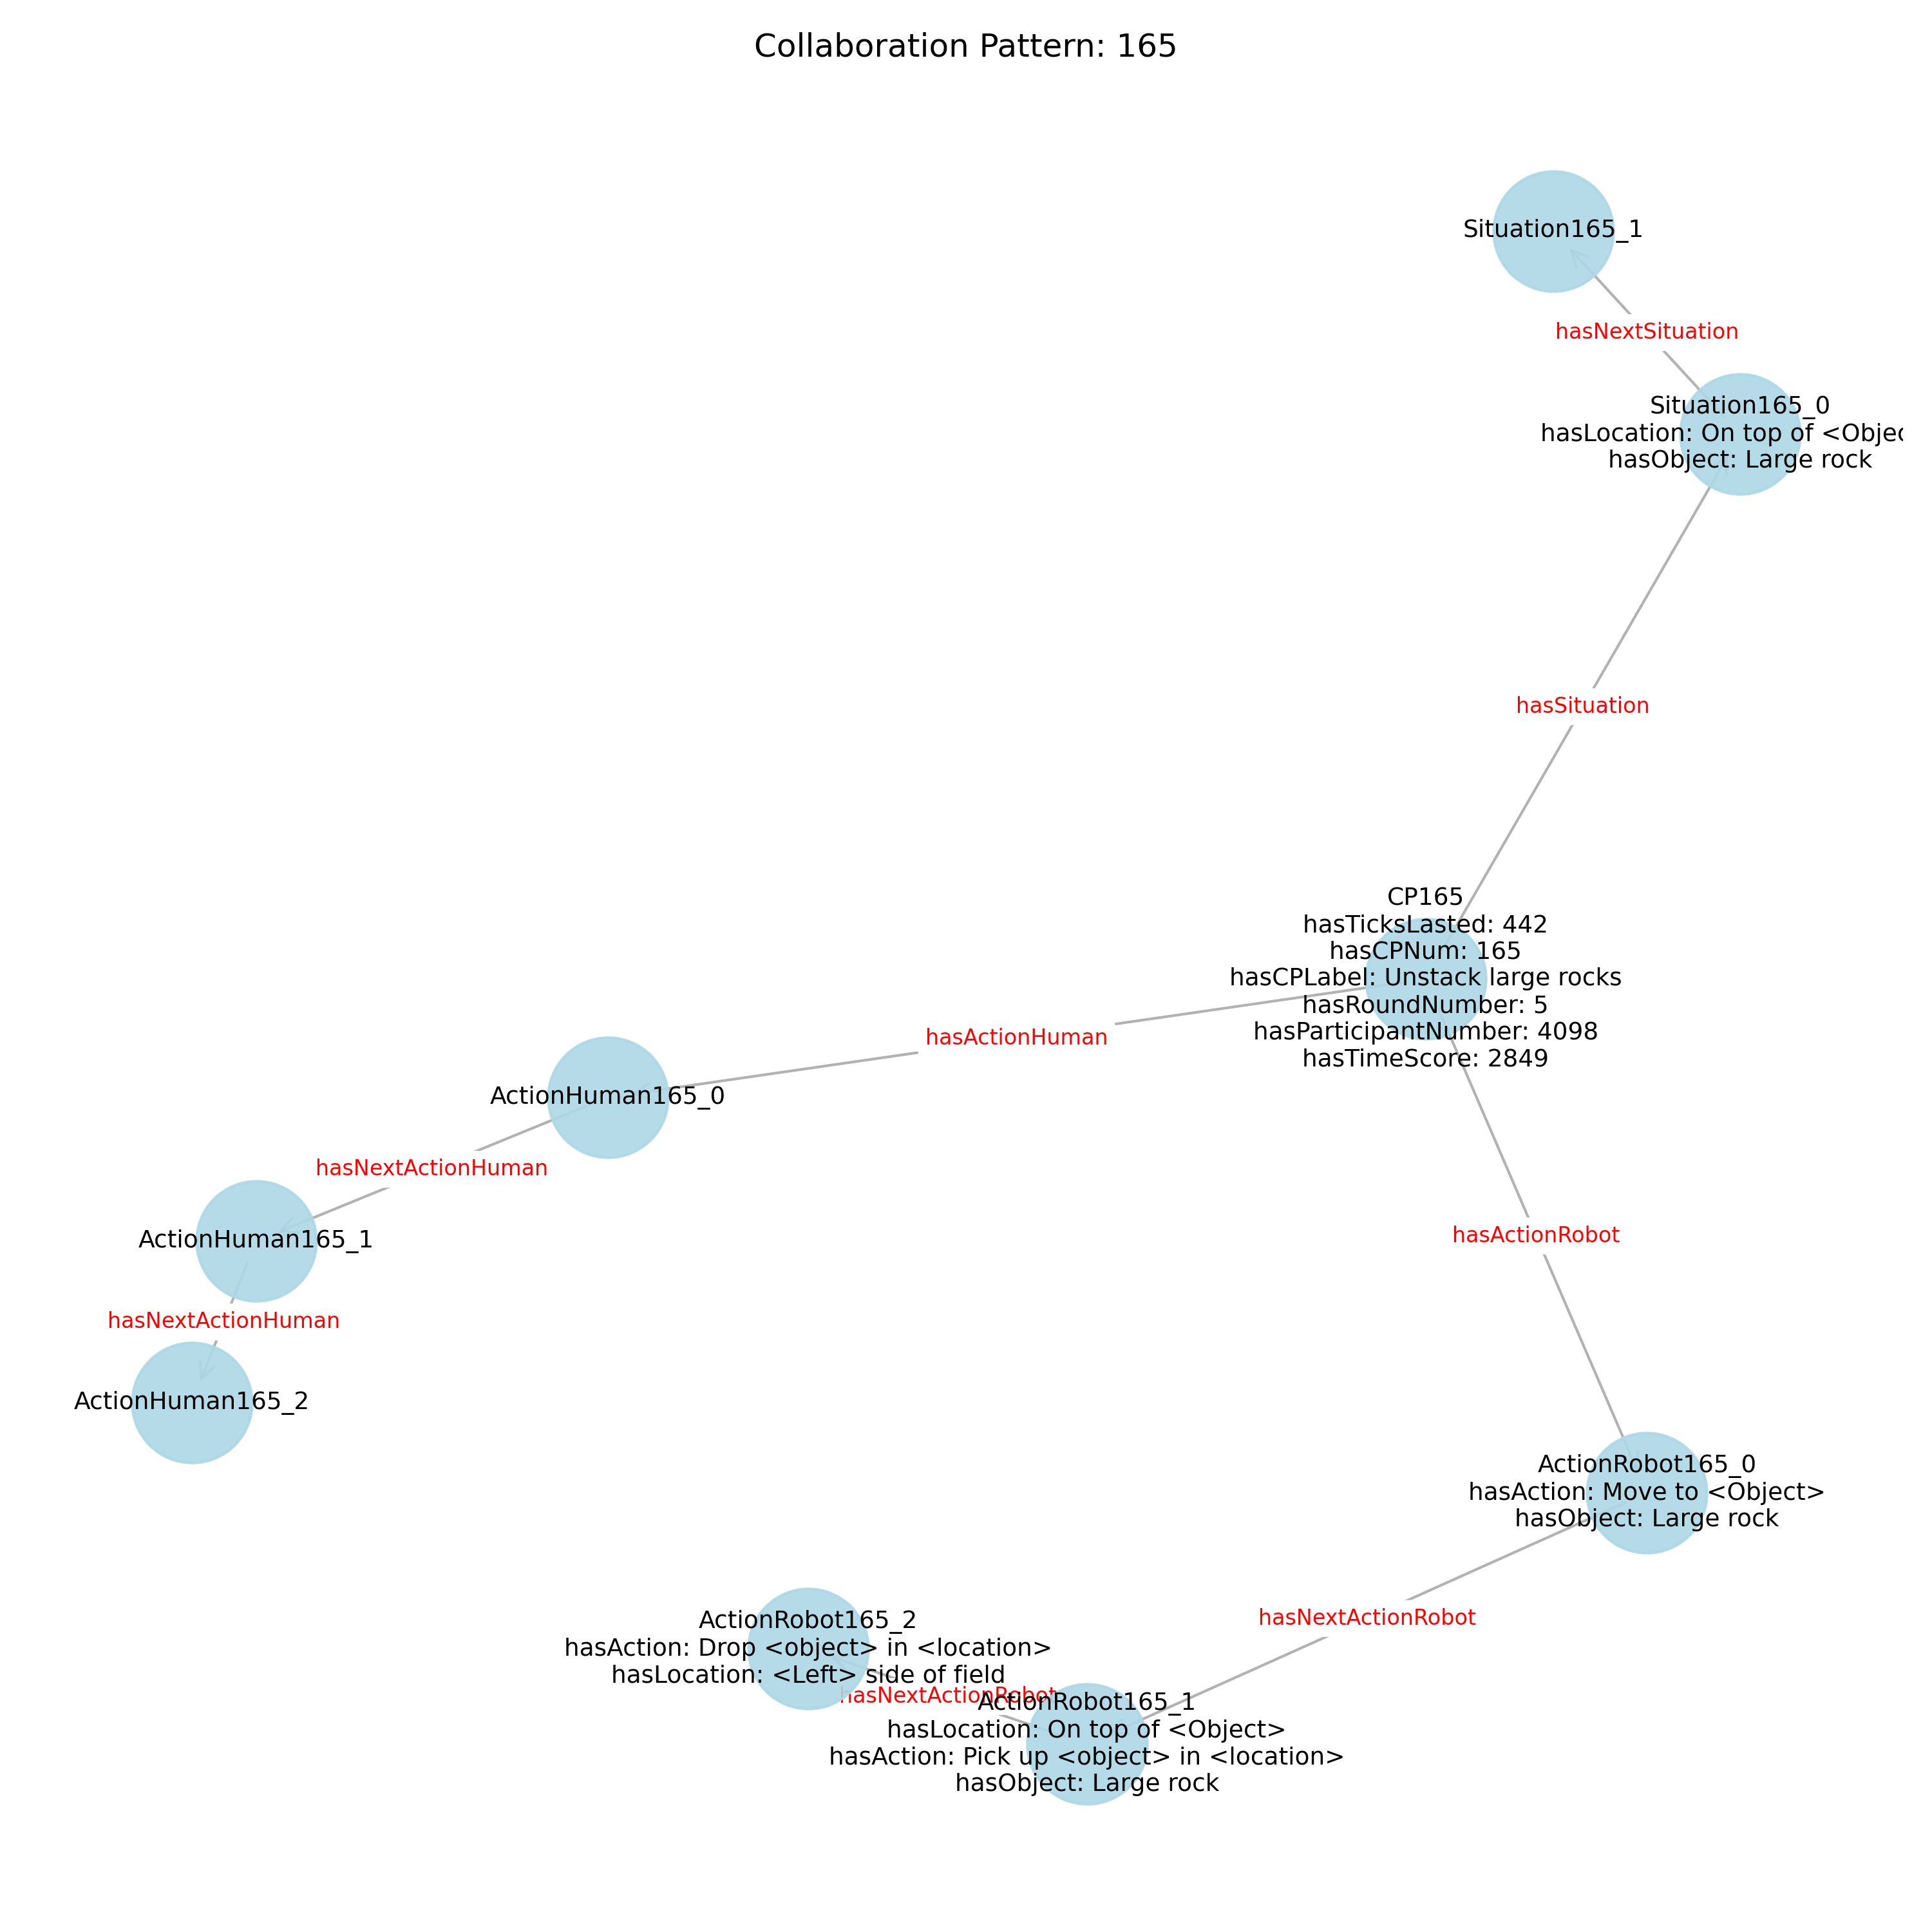 Collaboration Pattern: 165
Situation165_1
hasNextSituation
Situation165_0
hasLocation: On top of <Objec
hasObject: Large rock
hasSituation
CP165
hasTicksLasted: 442
hasCPNum: 165
hasCPLabel: Unstack large rocks
hasRoundNumber: 5
hasParticipantNumber: 4098
hasTimeScore: 2849
hasActionHuman
ActionHuman165_0
hasNextActionHuman
ActionHuman165_1
hasNextActionHuman
ActionHuman165_2
hasActionRobot
ActionRobot165_0
hasAction: Move to <Object>
hasObject: Large rock
hasNextActionRobot
ActionRobot165_2
hasAction: Drop <object> in <location>
hasLocation: <Left> side of field
hasNextActionRobot
ActionRobot165_1
hasLocation: On top of <Object>
hasAction: Pick up <object> in <location>
hasObject: Large rock